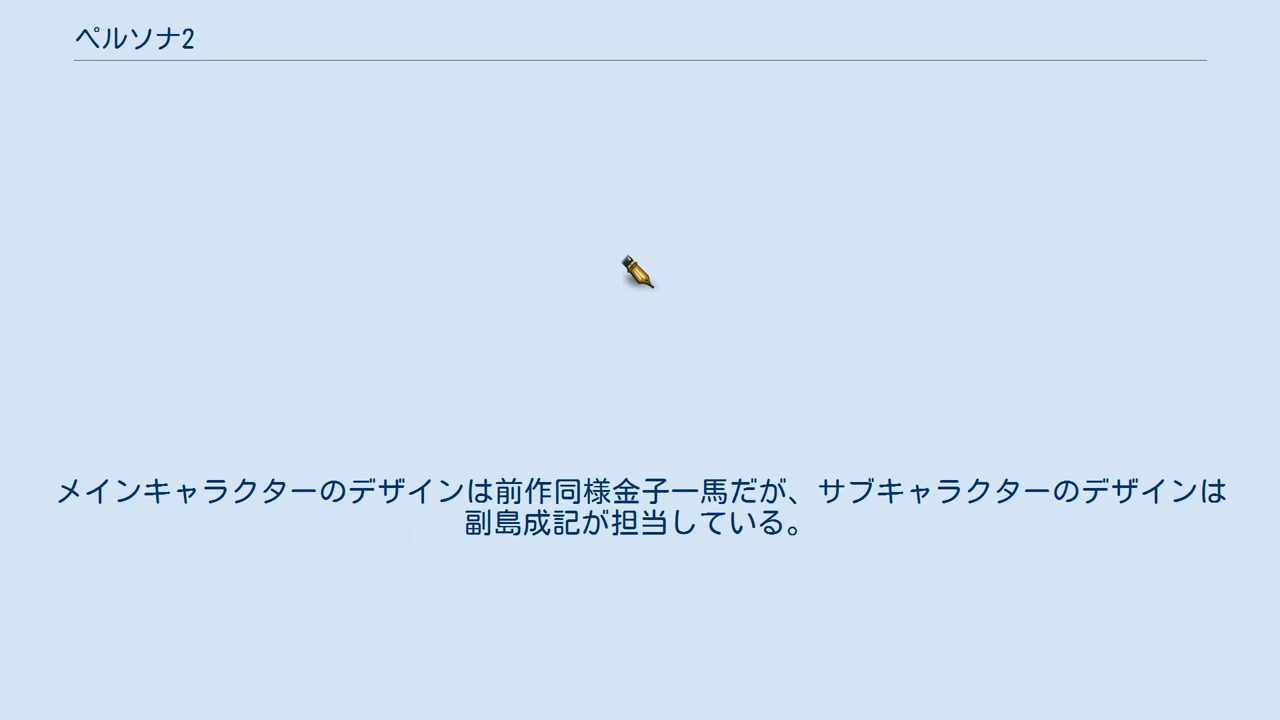 ペルソナ2
メインキャラクターのデザインは前作同様金子一馬だが、サブキャラクターのデザインは
副島成記が担当している。